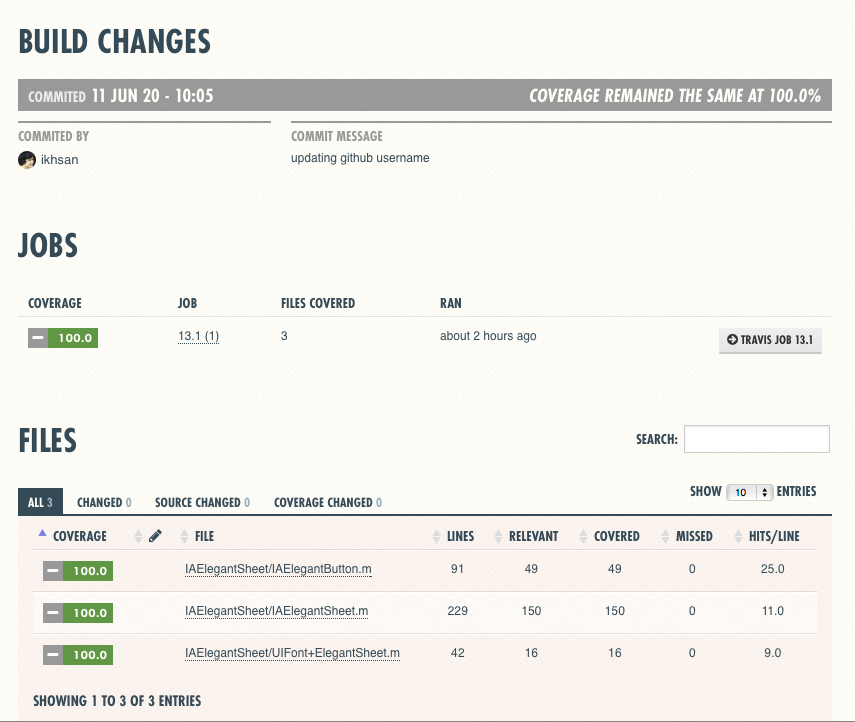 BUILD CHANGES
COMMITED 11 JUN 20 - 10:05 COVERAGE REMAINED THE SAME AT 100.0%
COMMITED BY COMMIT MESSAGE
ikhsan updating github username
JOBS
COVERAGE JOB FILES COVERED RAN
100.0 13.1 (1) 3 about 2 hours ago TRAVIS JOB 13.1
FILES SEARCH:
ALL 3 CHANGED 0 SOURCE CHANGED 0 COVERAGE CHANGED 0 SHOW 10 ENTRIES
COVERAGE FILE LINES RELEVANT COVERED MISSED HITS/LINE
100.0 IAElegantSheet/IAElegantButton.m 91 49 49 0 25.0
100.0 IAElegantSheet/IAElegantSheet.m 229 150 150 0 11.0
100.0 IAElegantSheet/UIFont+ElegantSheet.m 42 16 16 0 9.0
SHOWING 1 TO 3 OF 3 ENTRIES